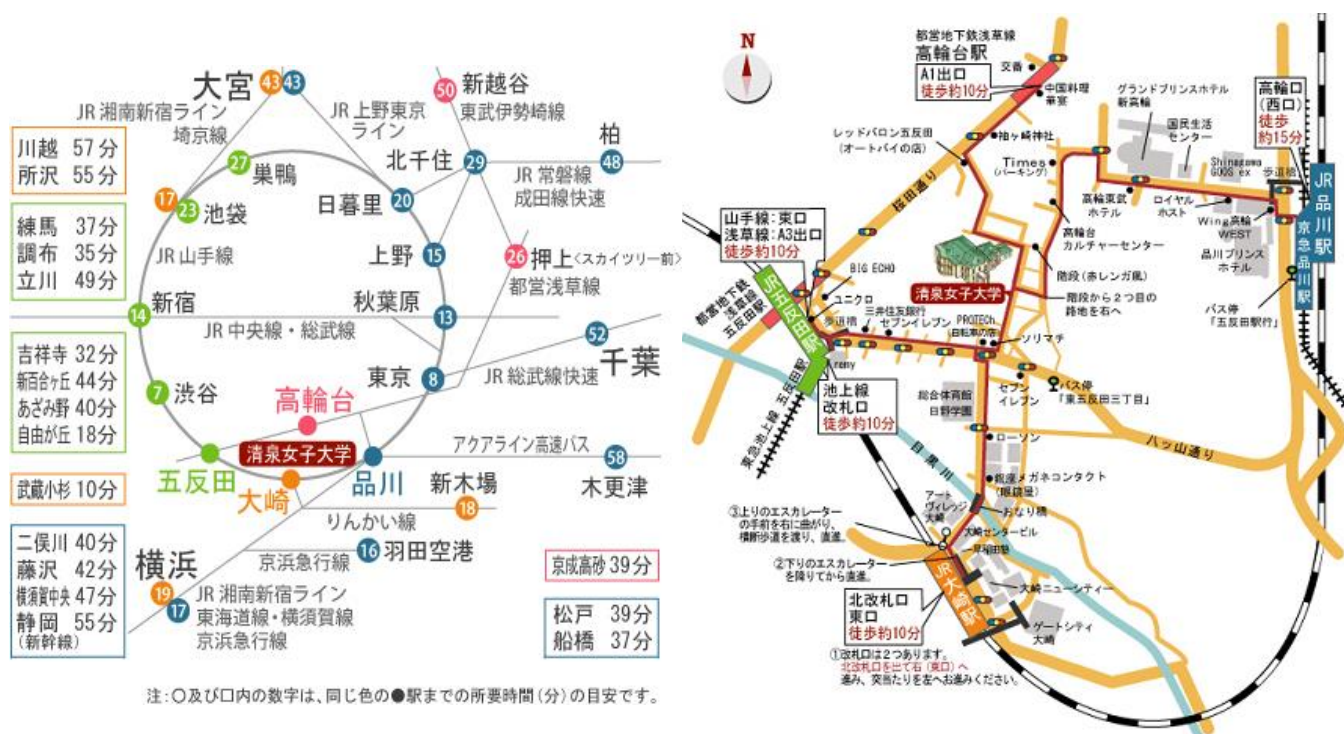 大宮
43
43
JR 湘南新宿ライン
埼京線
JR 上野東京
ライン
50
新越谷
東武伊勢崎線
川越 57分
所沢 55分
27
巣鴨
北千住
29
柏
48
JR 常磐線
成田線快速
17
23
池袋
日暮里
20
練馬 37分
調布 35分
立川 49分
JR 山手線
上野
15
26
押上〈スカイツリー前〉
都営浅草線
新宿
14
秋葉原
13
JR 中央線・総武線
52
千葉
JR 総武線快速
吉祥寺 32分
新百合ヶ丘 44分
あざみ野 40分
自由が丘 18分
7
渋谷
東京
8
高輪台
清泉女子大学
アクアライン高速バス
58
木更津
五反田
大崎
品川
新木場
18
りんかい線
武蔵小杉 10分
二俣川 40分
藤沢 42分
横須賀中央 47分
静岡 55分
(新幹線)
横浜
19
17
京浜急行線
16
羽田空港
JR 湘南新宿ライン
東海道線・横須賀線
京浜急行線
京成高砂 39分
松戸 39分
船橋 37分
注:○及び口内の数字は、同じ色の●駅までの所要時間(分)の目安です。
N
都営地下鉄浅草線
高輪台駅
A1出口
徒歩約10分
交番
中国料理
華宴
グランドプリンスホテル
新高輪
国民生活
センター
高輪口
(西口)
徒歩
約15分
レッドバロン五反田
(オートバイの店)
袖ヶ崎神社
Times
(パーキング)
Shinagawa
GOOS ex
歩道橋
JR品川駅
京急品川駅
桜田通り
高輪東武
ホテル
ロイヤル
ホスト
Wing高輪
WEST
品川プリンス
ホテル
山手線:東口
浅草線:A3出口
徒歩約10分
高輪台
カルチャーセンター
階段(赤レンガ風)
階段から2つ目の
路地を右へ
バス停
「五反田駅行」
BIG ECHO
清泉女子大学
都営地下鉄
浅草線
五反田駅
JR五反田駅
ユニクロ
歩道橋
三井住友銀行
セブンイレブン
PROTECh
自転車の店
ソリマチ
東急池上線 五反田駅
池上線
改札口
徒歩約10分
総合体育館
日野学園
セブン
イレブン
バス停
「東五反田三丁目」
八ッ山通り
目黒川
ローソン
銀座メガネコンタクト
(眼鏡屋)
アート
ヴィレッジ
大崎
おなり橋
③上りのエスカレーター
の手前を右に曲がり、
横断歩道を渡り、直進。
大崎センタービル
早稲田塾
②下りのエスカレーター
を降りてから直進。
JR大崎駅
大崎ニューシティー
北改札口
東口
徒歩約10分
ゲートシティ
大崎
①改札口は2つあります。
北改札口を出て右(東口)へ
進み、突当たりを左へお進みください。